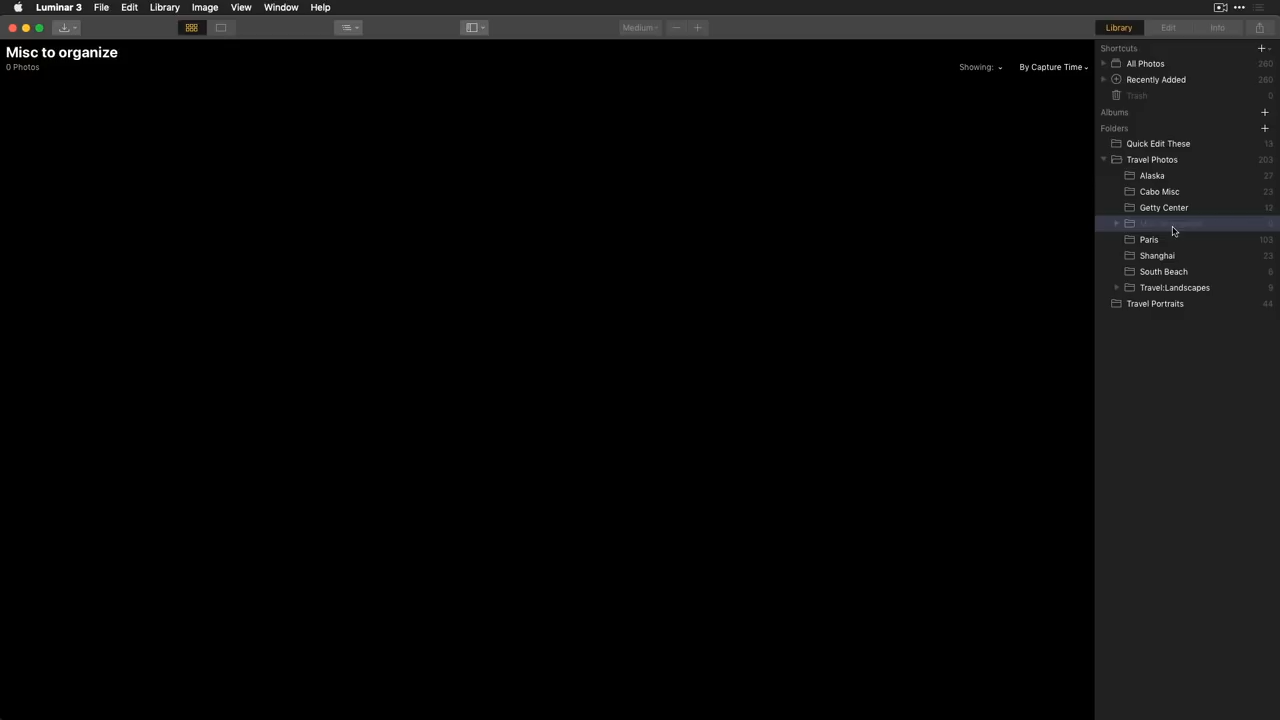 Luminar 3 File Edit Library Image View Window Help
Medium
Library Edit Info
Misc to organize
0 Photos
Showing: By Capture Time
Shortcuts
All Photos 260
Recently Added 260
Trash 0
Albums
Folders
Quick Edit These 13
Travel Photos 203
Alaska 27
Cabo Misc 23
Getty Center 12
Paris 103
Shanghai 23
South Beach 6
Travel:Landscapes 9
Travel Portraits 44